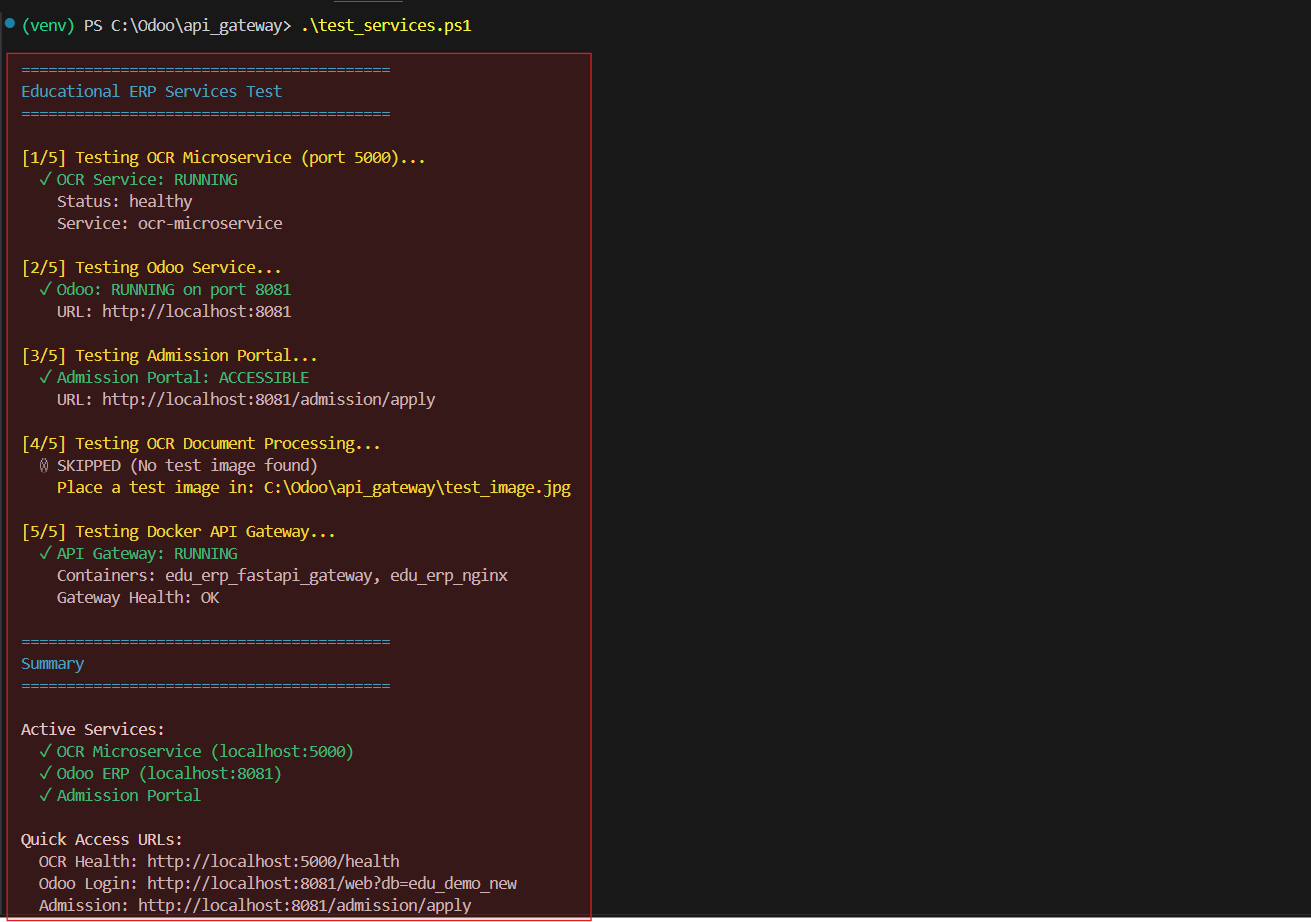 (venv) PS C:\Odoo\api_gateway> .\test_services.ps1
=========================================
Educational ERP Services Test
=========================================
[1/5] Testing OCR Microservice (port 5000)...
✓ OCR Service: RUNNING
Status: healthy
Service: ocr-microservice
[2/5] Testing Odoo Service...
✓ Odoo: RUNNING on port 8081
URL: http://localhost:8081
[3/5] Testing Admission Portal...
✓ Admission Portal: ACCESSIBLE
URL: http://localhost:8081/admission/apply
[4/5] Testing OCR Document Processing...
SKIPPED (No test image found)
Place a test image in: C:\Odoo\api_gateway\test_image.jpg
[5/5] Testing Docker API Gateway...
✓ API Gateway: RUNNING
Containers: edu_erp_fastapi_gateway, edu_erp_nginx
Gateway Health: OK
=========================================
Summary
=========================================
Active Services:
✓ OCR Microservice (localhost:5000)
✓ Odoo ERP (localhost:8081)
✓ Admission Portal
Quick Access URLs:
OCR Health: http://localhost:5000/health
Odoo Login: http://localhost:8081/web?db=edu_demo_new
Admission: http://localhost:8081/admission/apply